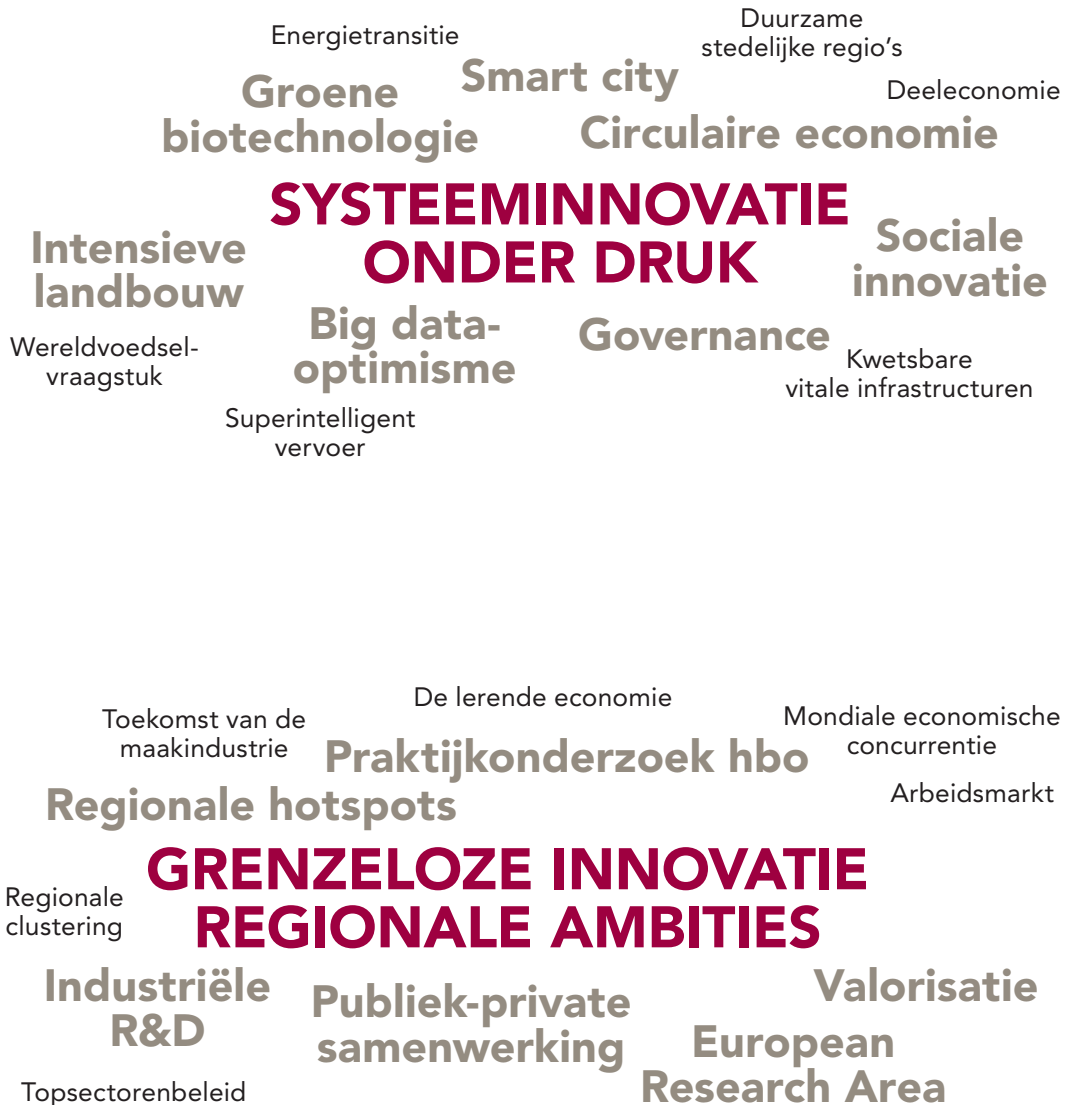 Energietransitie
Duurzame
stedelijke regio's
Smart city
Groene
biotechnologie
Deeleconomie
Circulaire economie
SYSTEEMINNOVATIE
ONDER DRUK
Intensieve
landbouw
Sociale
innovatie
Big data-
optimisme
Governance
Wereldvoedsel-
vraagstuk
Kwetsbare
vitale infrastructuren
Superintelligent
vervoer
De lerende economie
Toekomst van de
maakindustrie
Mondiale economische
concurrentie
Praktijkonderzoek hbo
Arbeidsmarkt
Regionale hotspots
GRENZELOZE INNOVATIE
REGIONALE AMBITIES
Regionale
clustering
Industriële
R&D
Publiek-private
samenwerking
Valorisatie
European
Research Area
Topsectorenbeleid